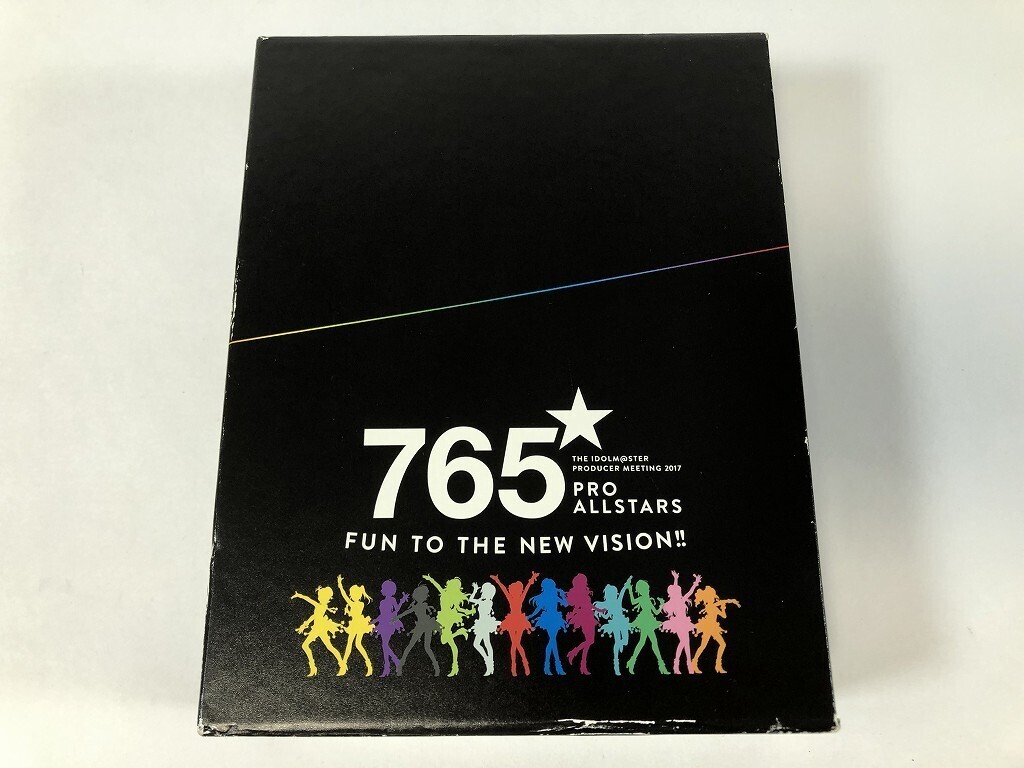 765★
THE IDOLM@STER
PRODUCER MEETING 2017
PRO
ALLSTARS
FUN TO THE NEW VISION!!